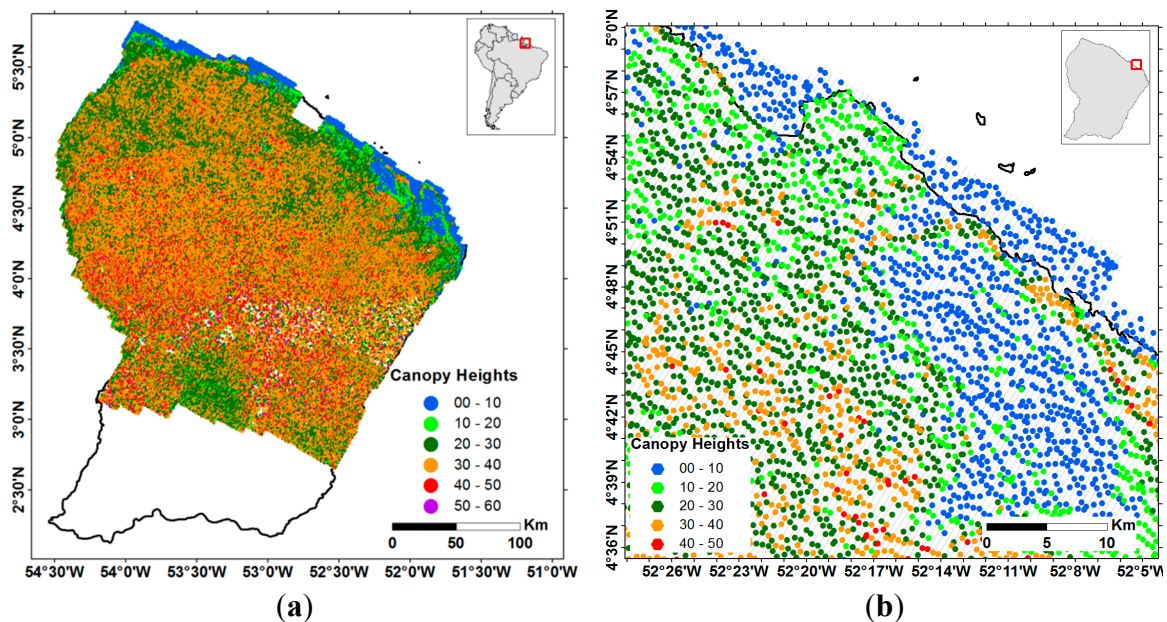 5°30'N
5°0'N
4°30'N
4°0'N
3°30'N
3°0'N
2°30'N
Canopy Heights
00 - 10
10 - 20
20 - 30
30 - 40
40 - 50
50 - 60
Km
0 50 100
54°30'W 54°0'W 53°30'W 53°0'W 52°30'W 52°0'W 51°30'W 51°0'W
(a)
5°0'N
4°57'N
4°54'N
4°51'N
4°48'N
4°45'N
4°42'N
4°39'N
4°36'N
Canopy Heights
00 - 10
10 - 20
20 - 30
30 - 40
40 - 50
Km
0 5 10
52°26'W 52°23'W 52°20'W 52°17'W 52°14'W 52°11'W 52°8'W 52°5'W
(b)